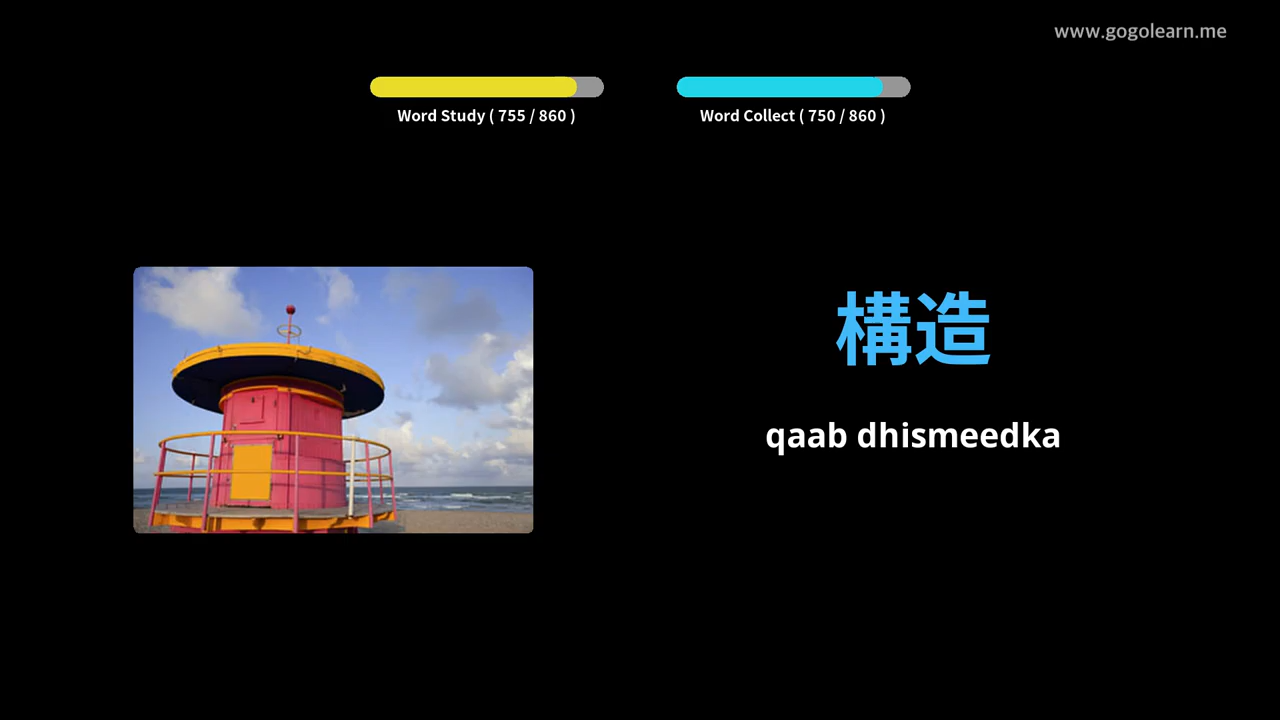 www.gogolearn.me
Word Study ( 755 / 860 )
Word Collect ( 750 / 860 )
構造
qaab dhismeedka